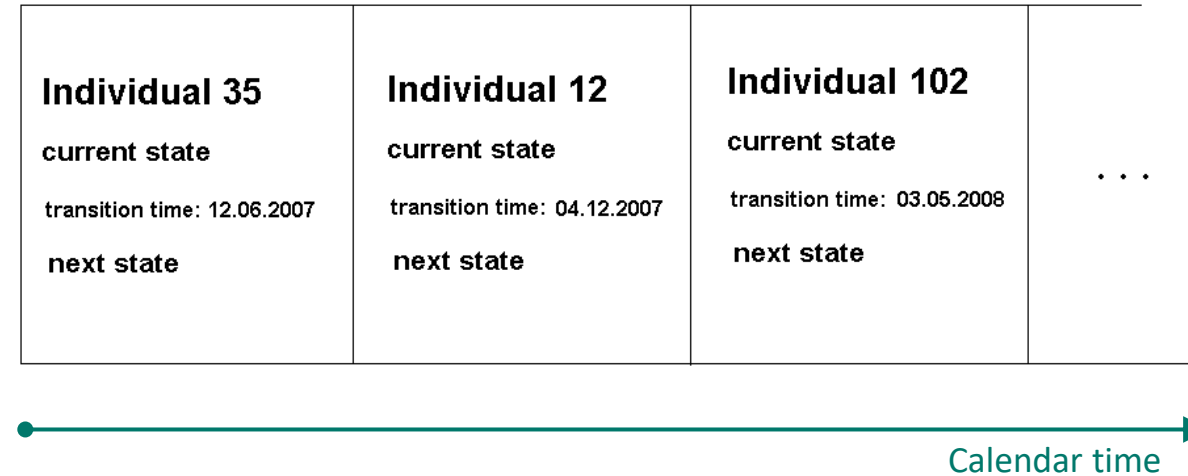 Individual 35
current state
transition time: 12.06.2007
next state
Individual 12
current state
transition time: 04.12.2007
next state
Individual 102
current state
transition time: 03.05.2008
next state
. . .
Calendar time